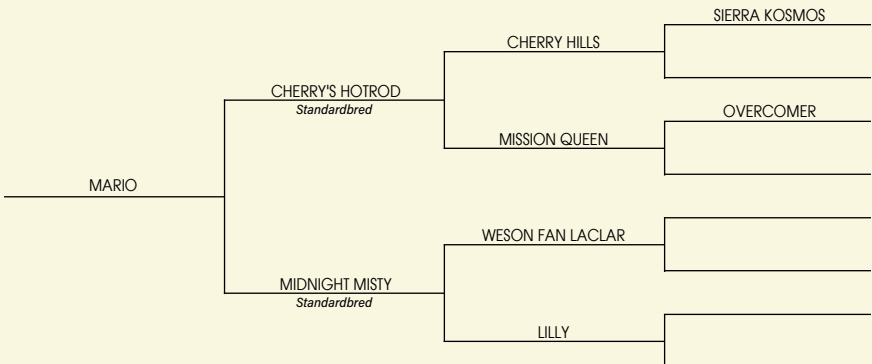 SIERRA KOSMOS
CHERRY HILLS
CHERRY'S HOTROD
Standardbred
OVERCOMER
MISSION QUEEN
MARIO
WESON FAN LACLAR
MIDNIGHT MISTY
Standardbred
LILLY